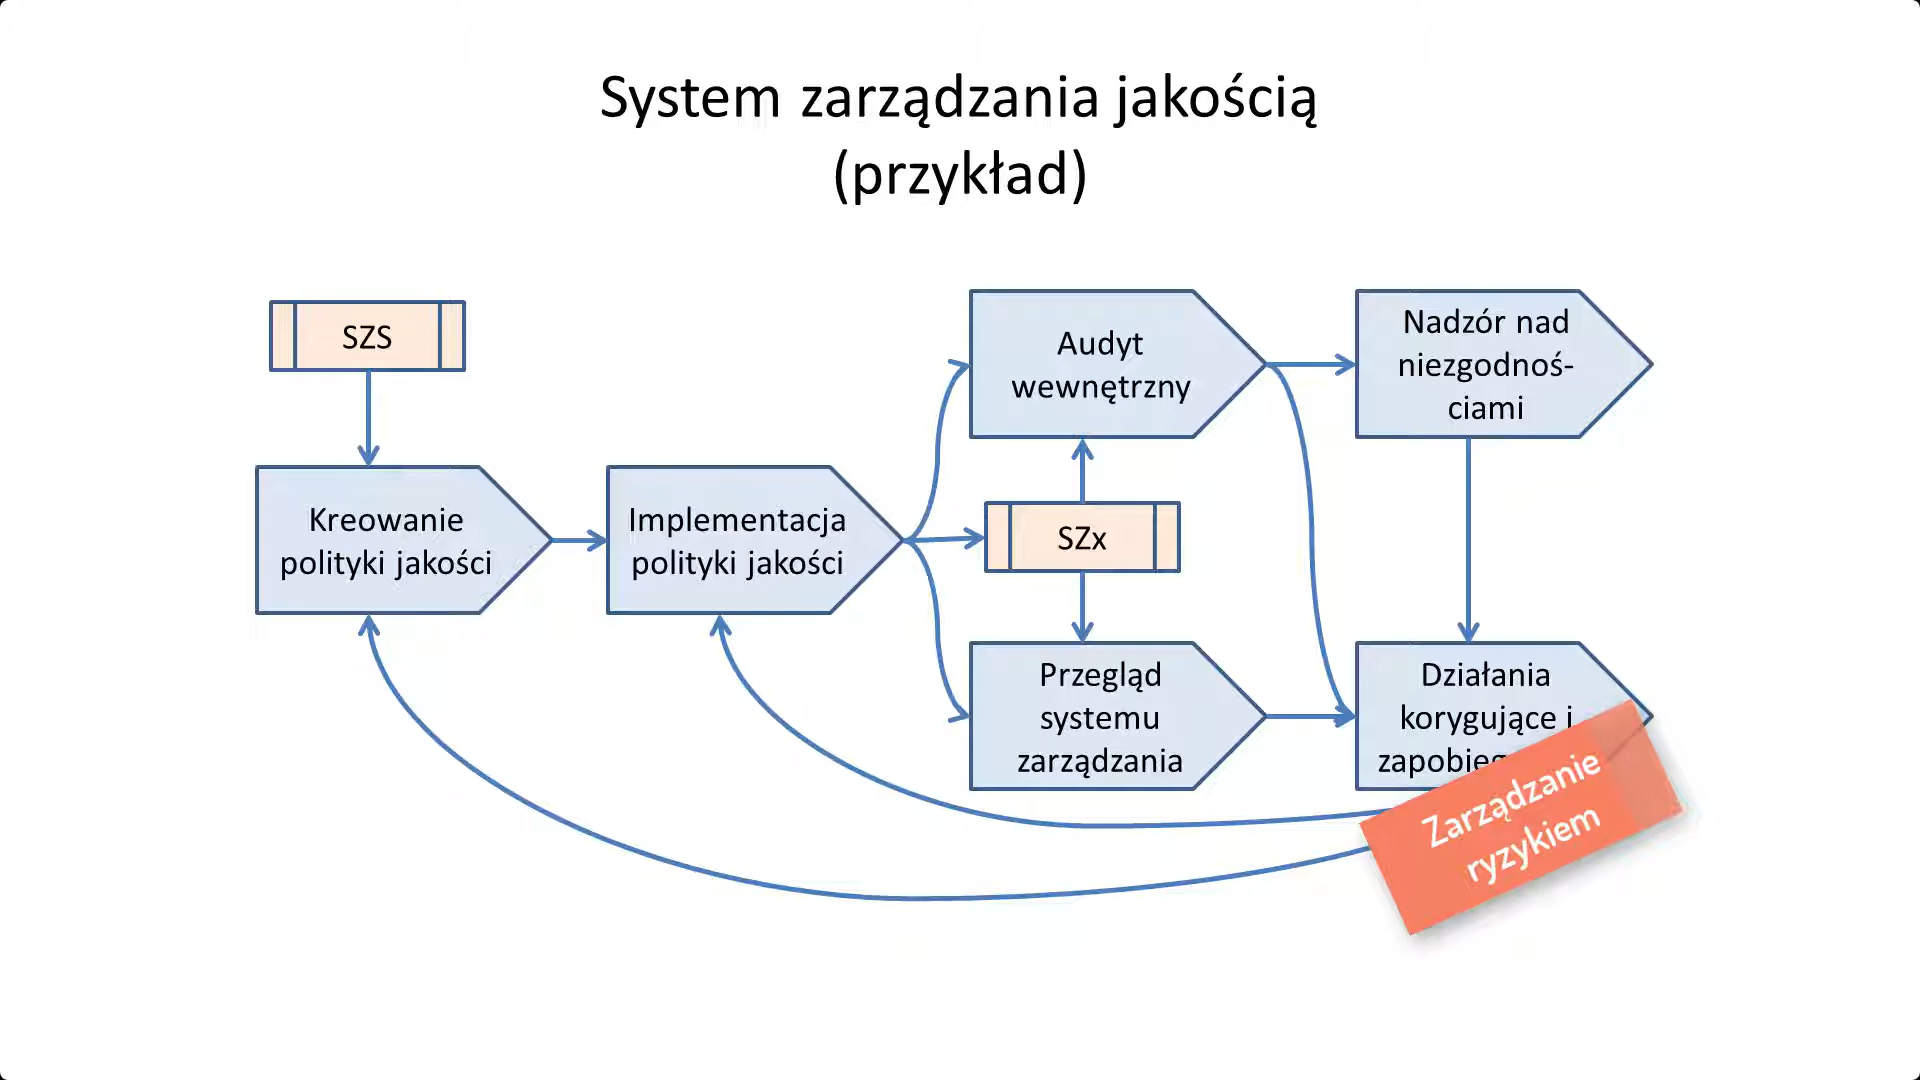 System zarządzania jakością
(przykład)
SZS
Kreowanie
polityki jakości
Implementacja
polityki jakości
Audyt
wewnętrzny
SZx
Przegląd
systemu
zarządzania
Nadzór nad
niezgodnoś-
ciami
Działania
korygujące i
Zarządzanie
ryzykiem